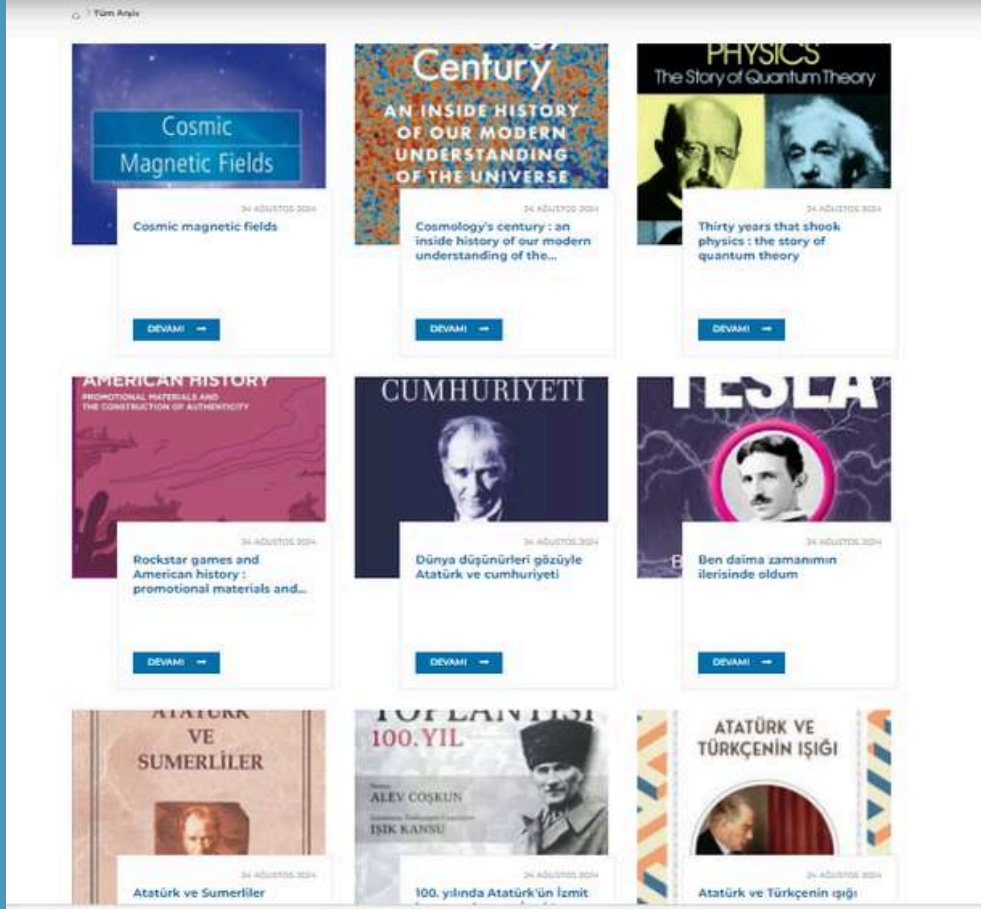 Tüm Arşiv
Cosmic
Magnetic Fields
24 AĞUSTOS 2024
Cosmic magnetic fields
DEVAMI
Century
AN INSIDE HISTORY
OF OUR MODERN
UNDERSTANDING
OF THE UNIVERSE
24 AĞUSTOS 2024
Cosmology's century : an
inside history of our modern
understanding of the...
DEVAMI
PHYSICS
The Story of Quantum Theory
24 AĞUSTOS 2024
Thirty years that shook
physics : the story of
quantum theory
DEVAMI
AMERICAN HISTORY
PROMOTIONAL MATERIALS AND
THE CONSTRUCTION OF AUTHENTICITY
24 AĞUSTOS 2024
Rockstar games and
American history :
promotional materials and...
DEVAMI
CUMHURİYETİ
24 AĞUSTOS 2024
Dünya düşünürleri gözüyle
Atatürk ve cumhuriyeti
DEVAMI
TESLA
B
24 AĞUSTOS 2024
Ben daima zamanımın
ilerisinde oldum
DEVAMI
ATATÜRK
VE
SUMERLİLER
24 AĞUSTOS 2024
Atatürk ve Sumerliler
TOPLANTISI
100. YIL
ALEV COŞKUN
IŞIK KANSU
24 AĞUSTOS 2024
100. yılında Atatürk'ün İzmit
ATATÜRK VE
TÜRKÇENİN IŞIĞI
24 AĞUSTOS 2024
Atatürk ve Türkçenin ışığı